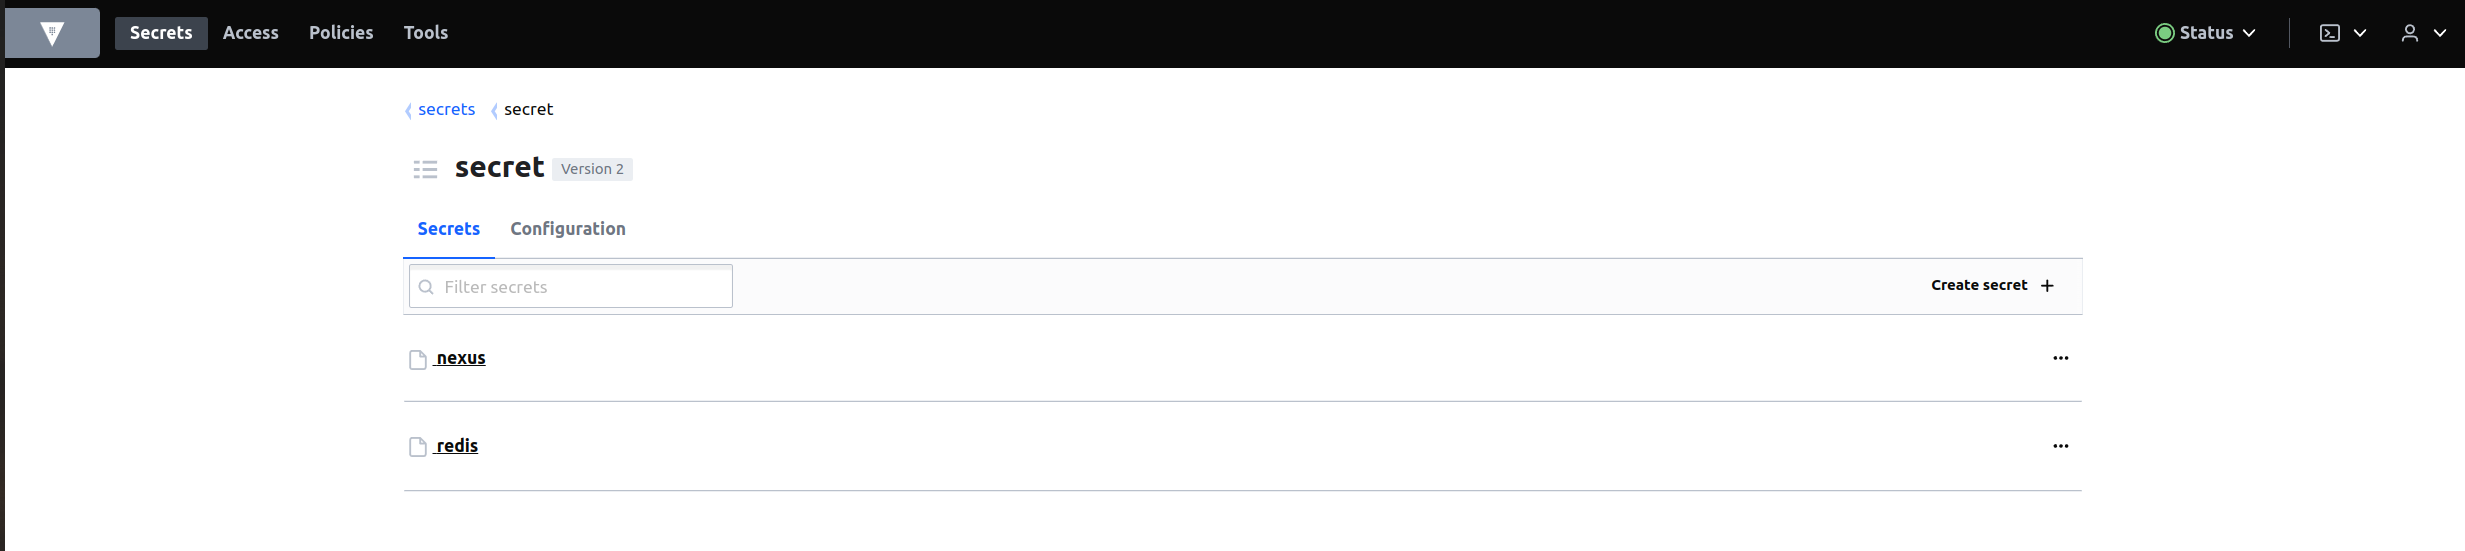 Secrets Access Policies Tools Status
secrets secret
secret Version 2
Secrets Configuration
Filter secrets Create secret +
nexus
redis